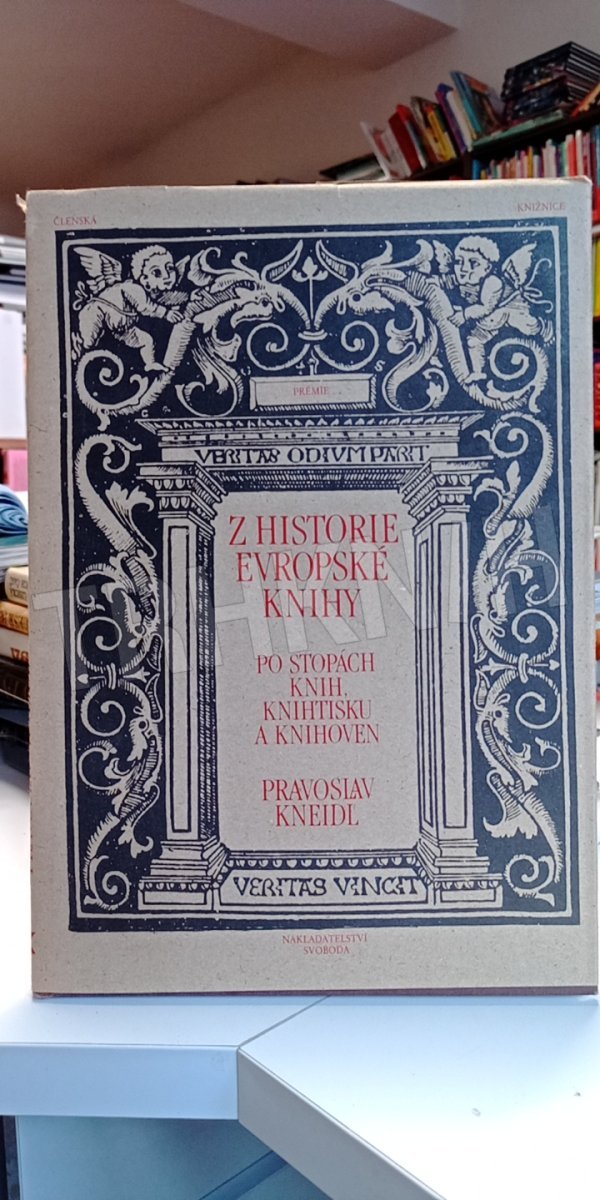 ČLENSKÁ
KNIŽNICE
PRÉMIE
VERITAS ODIUM PARIT
Z HISTORIE
EVROPSKÉ
KNIHY
PO STOPÁCH
KNIH,
KNIHTISKU
A KNIHOVEN
PRAVOSLAV
KNEIDL
VERITAS VINCIT
NAKLADATELSTVÍ
SVOBODA